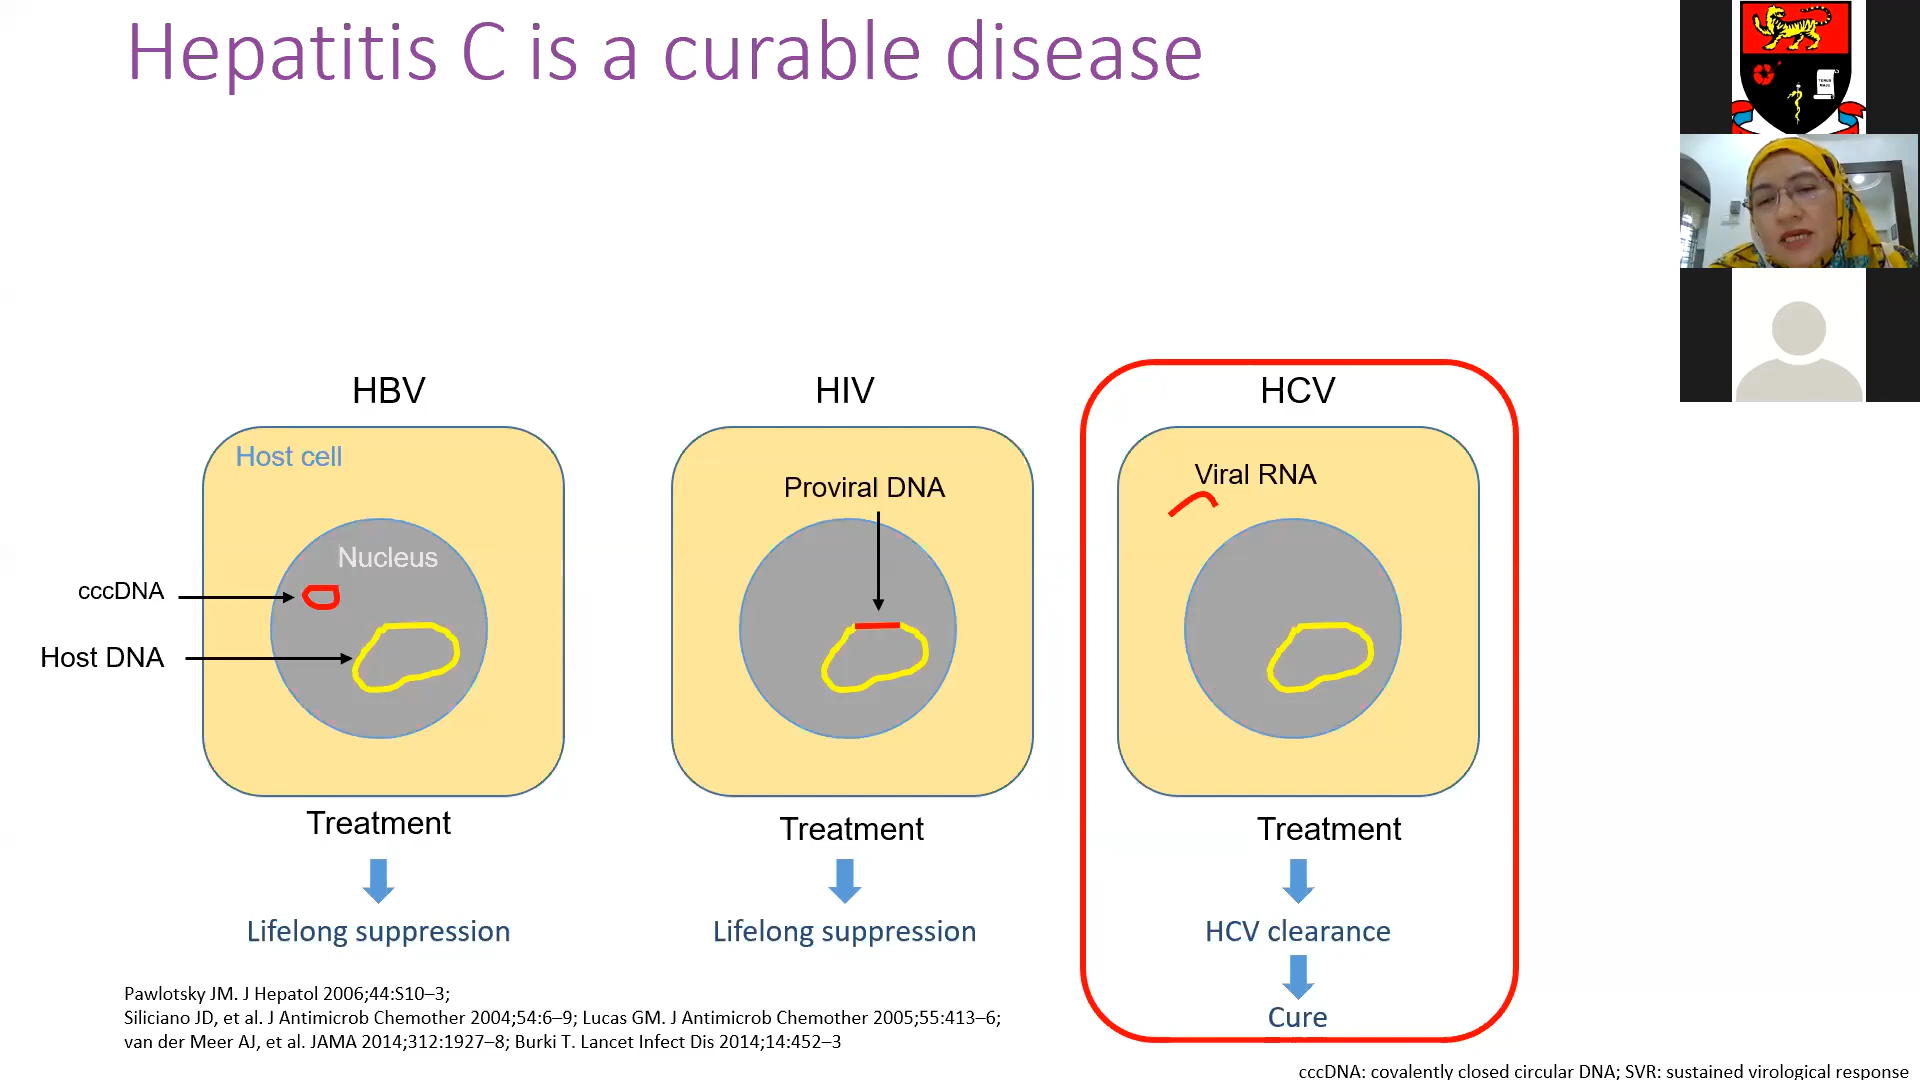 Hepatitis C is a curable disease
HBV
HIV
HCV
Host cell
Nucleus
cccDNA
Host DNA
Proviral DNA
Viral RNA
Treatment
Treatment
Treatment
Lifelong suppression
Lifelong suppression
HCV clearance
Cure
Pawlotsky JM. J Hepatol 2006;44:S10–3;
Siliciano JD, et al. J Antimicrob Chemother 2004;54:6–9; Lucas GM. J Antimicrob Chemother 2005;55:413–6;
van der Meer AJ, et al. JAMA 2014;312:1927–8; Burki T. Lancet Infect Dis 2014;14:452–3
cccDNA: covalently closed circular DNA; SVR: sustained virological response